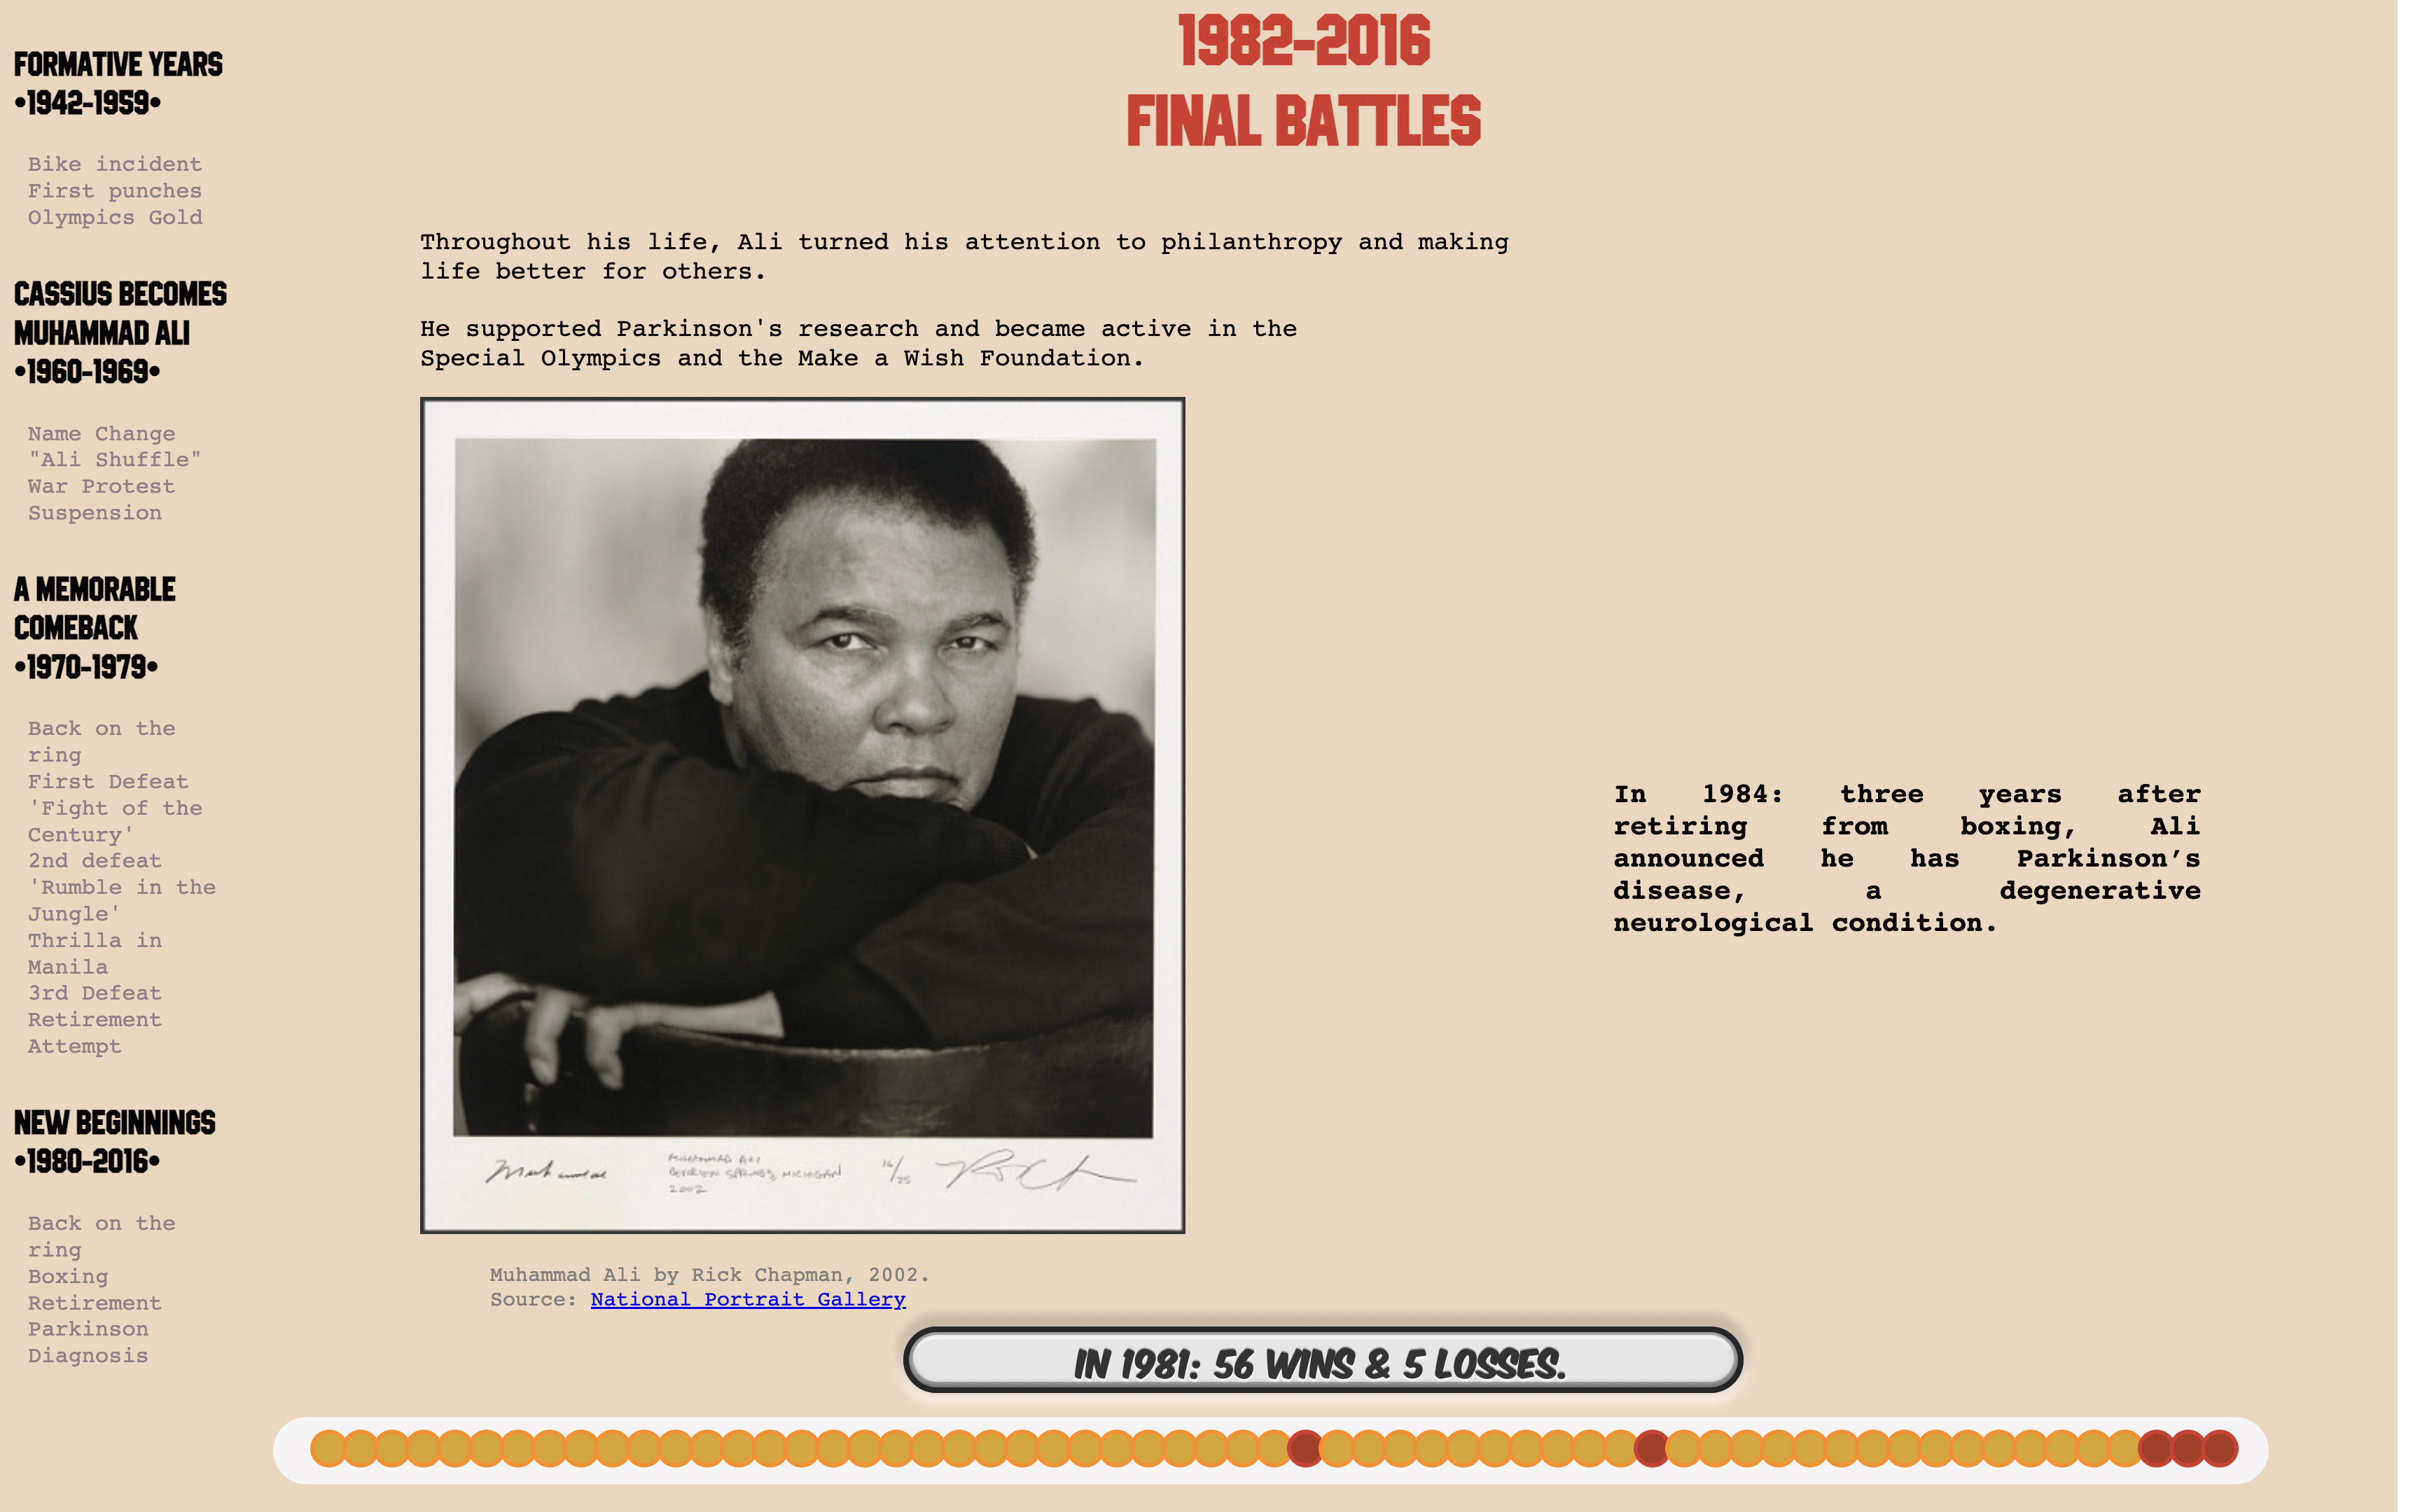 FORMATIVE YEARS
•1942-1959•
Bike incident
First punches
Olympics Gold
CASSIUS BECOMES
MUHAMMAD ALI
•1960-1969•
Name Change
"Ali Shuffle"
War Protest
Suspension
A MEMORABLE
COMEBACK
•1970-1979•
Back on the
ring
First Defeat
'Fight of the
Century'
2nd defeat
'Rumble in the
Jungle'
Thrilla in
Manila
3rd Defeat
Retirement
Attempt
NEW BEGINNINGS
•1980-2016•
Back on the
ring
Boxing
Retirement
Parkinson
Diagnosis
1982-2016
FINAL BATTLES
Throughout his life, Ali turned his attention to philanthropy and making
life better for others.
He supported Parkinson's research and became active in the
Special Olympics and the Make a Wish Foundation.
Muhammad
MUHAMMAD ALI
SPRINGS, MICHIGAN
2002
16/25
In 1984: three years after
retiring from boxing, Ali
announced he has Parkinson’s
disease, a degenerative
neurological condition.
Muhammad Ali by Rick Chapman, 2002.
Source: National Portrait Gallery
IN 1981: 56 WINS & 5 LOSSES.